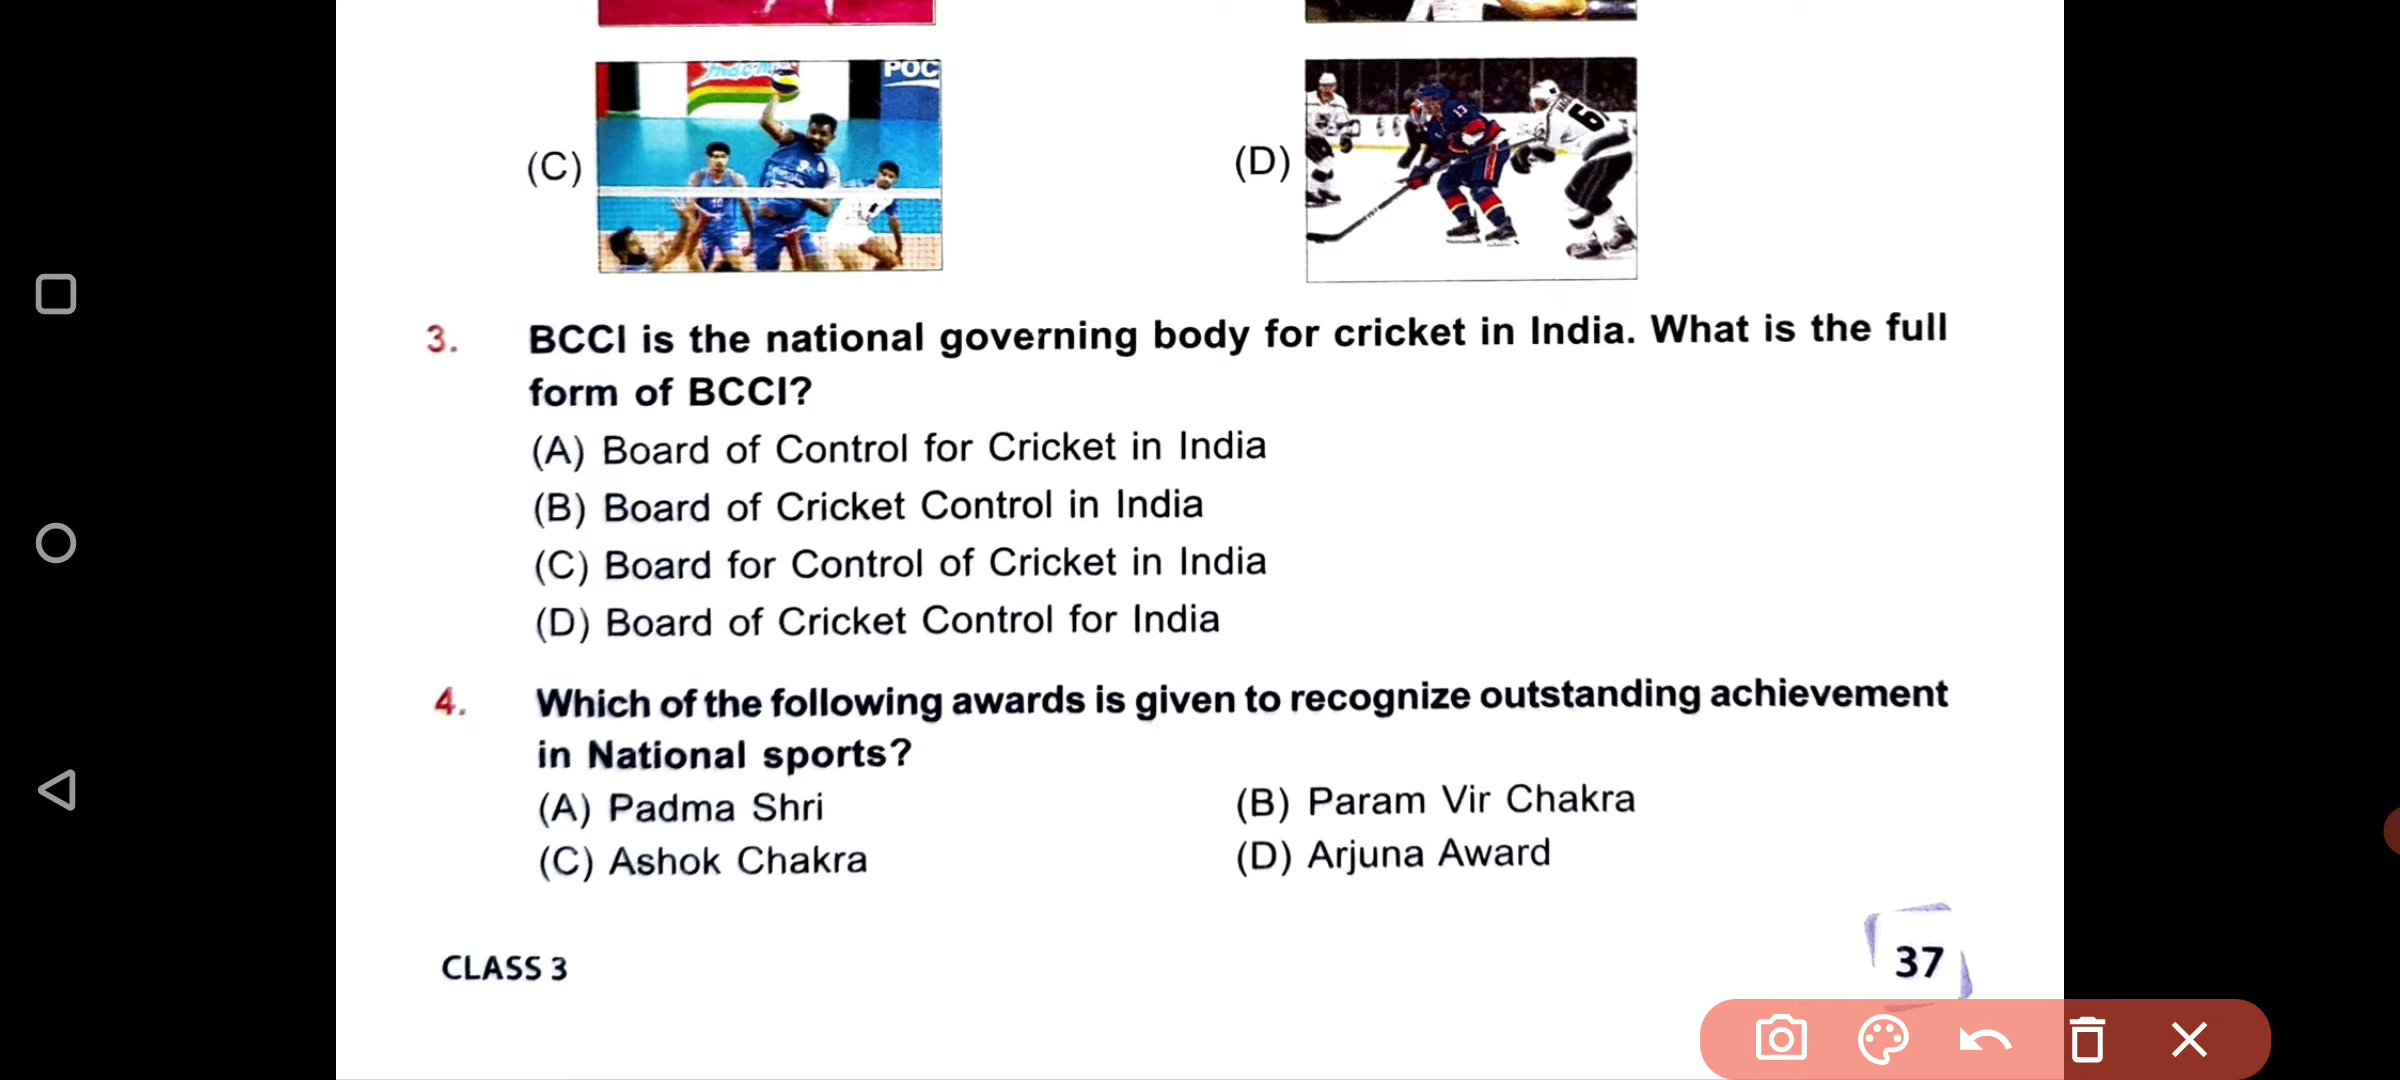 POC
(C)
(D)
13
6
3. BCCI is the national governing body for cricket in India. What is the full
form of BCCI?
(A) Board of Control for Cricket in India
(B) Board of Cricket Control in India
(C) Board for Control of Cricket in India
(D) Board of Cricket Control for India
4. Which of the following awards is given to recognize outstanding achievement
in National sports?
(A) Padma Shri
(B) Param Vir Chakra
(C) Ashok Chakra
(D) Arjuna Award
CLASS 3
37